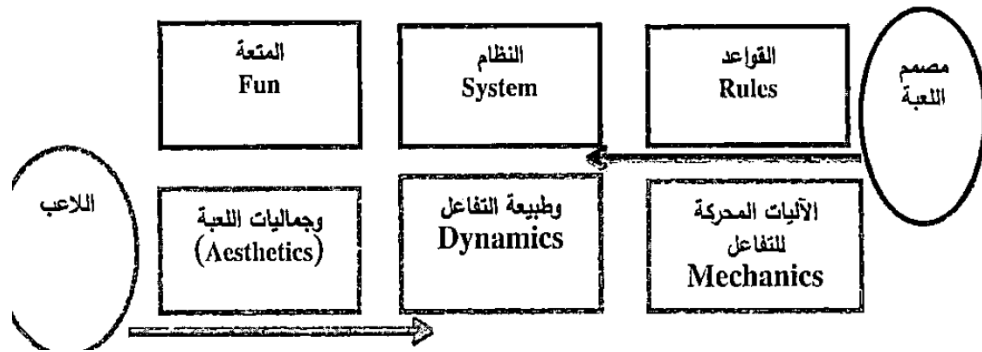 مصمم
اللعبة
القواعد
Rules
النظام
System
المتعة
Fun
الآليات المحركة
للتفاعل
Mechanics
وطبيعة التفاعل
Dynamics
وجماليات اللعبة
(Aesthetics)
اللاعب